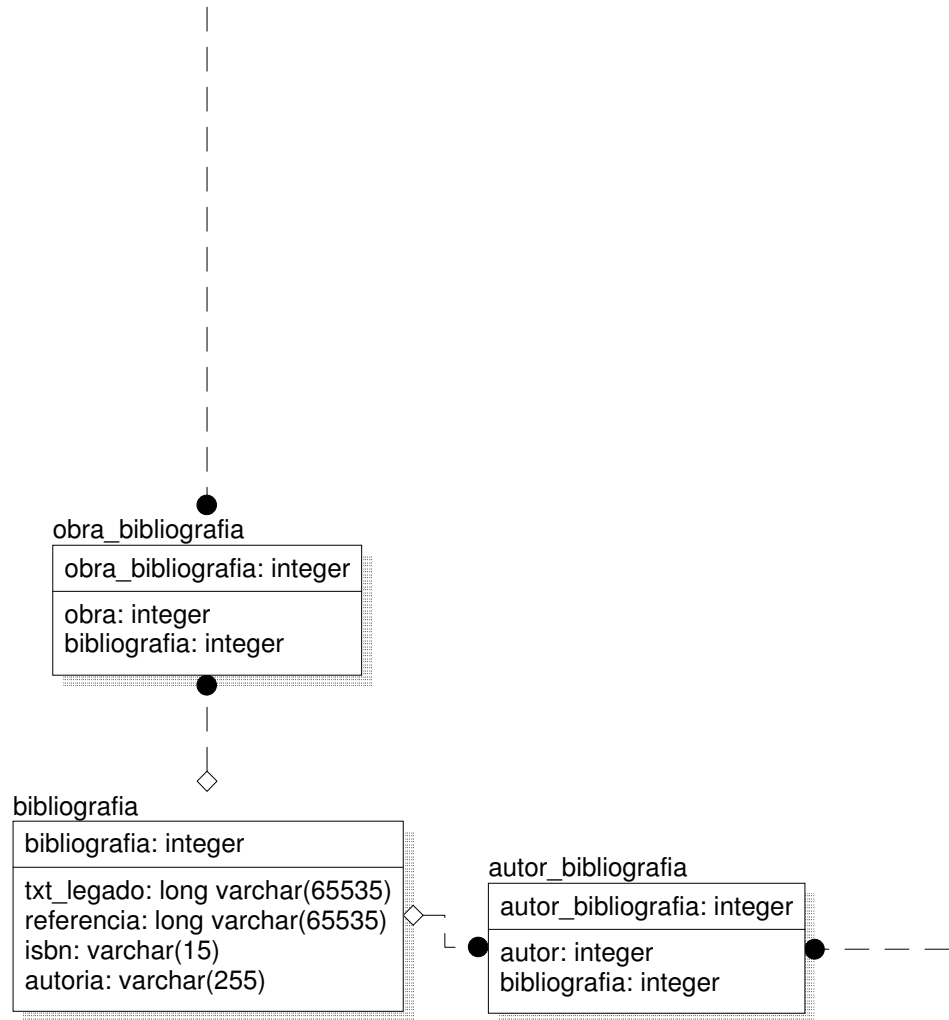 obra_bibliografia
obra_bibliografia: integer
obra: integer
bibliografia: integer
bibliografia
bibliografia: integer
txt_legado: long varchar(65535)
referencia: long varchar(65535)
isbn: varchar(15)
autoria: varchar(255)
autor_bibliografia
autor_bibliografia: integer
autor: integer
bibliografia: integer